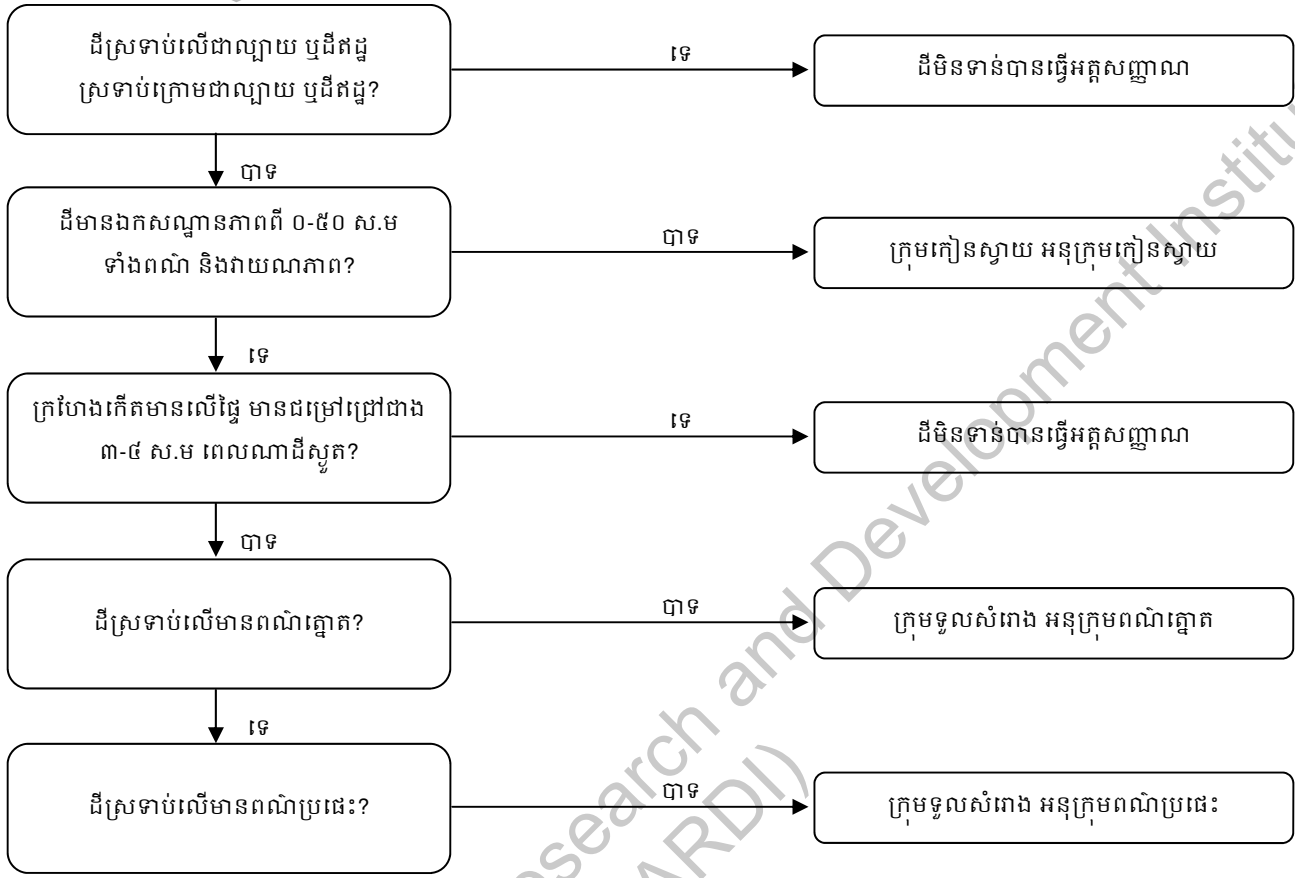 ដីស្រទាប់លើជាល្បាយ ឬដីឥដ្ឋ
ស្រទាប់ក្រោមជាល្បាយ ឬដីឥដ្ឋ?
ទេ
ដីមិនទាន់បានធ្វើអត្តសញ្ញាណ
បាទ
ដីមានឯកសណ្ឋានភាពពី ០-៥០ ស.ម
ទាំងពណ៌ និងវាយណភាព?
បាទ
ក្រុមកៀនស្វាយ អនុក្រុមកៀនស្វាយ
ទេ
ក្រហែងកើតមានលើផ្ទៃ មានជម្រៅជ្រៅជាង
៣-៤ ស.ម ពេលណាដីស្ងួត?
ទេ
ដីមិនទាន់បានធ្វើអត្តសញ្ញាណ
បាទ
ដីស្រទាប់លើមានពណ៌ត្នោត?
បាទ
ក្រុមទួលសំរោង អនុក្រុមពណ៌ត្នោត
ទេ
ដីស្រទាប់លើមានពណ៌ប្រផេះ?
បាទ
ក្រុមទួលសំរោង អនុក្រុមពណ៌ប្រផេះ
search and Development Institu
ARDI)